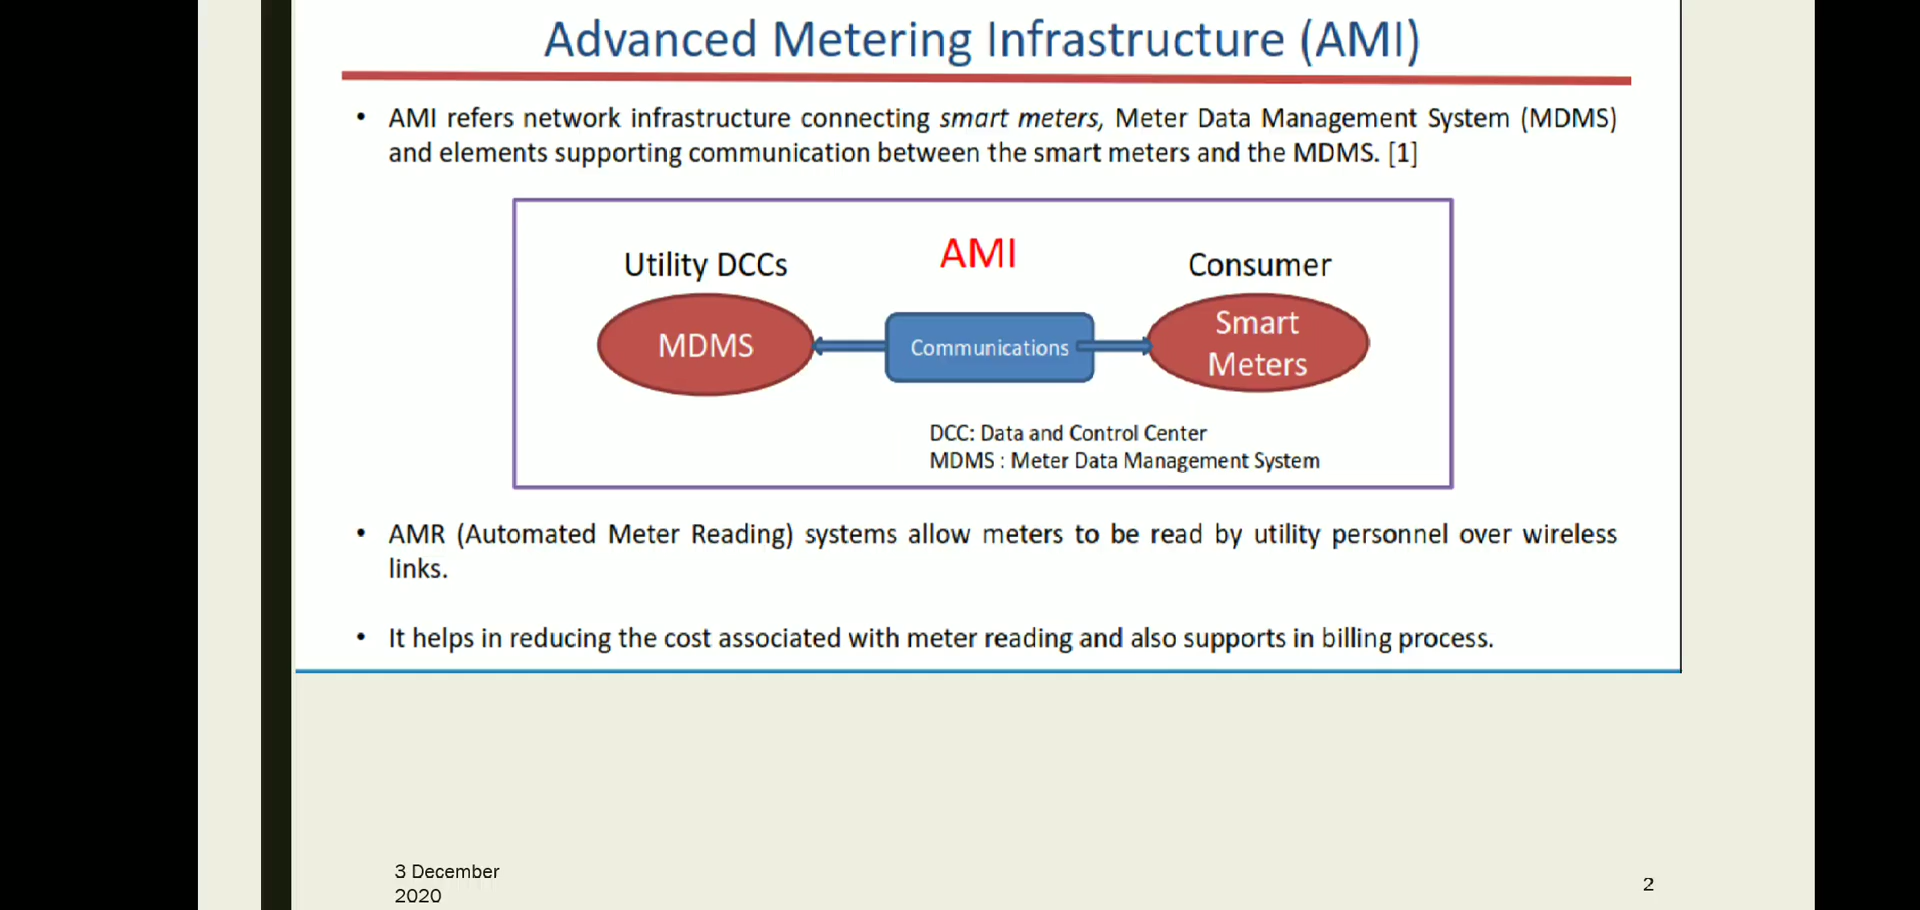 Advanced Metering Infrastructure (AMI)
• AMI refers network infrastructure connecting smart meters, Meter Data Management System (MDMS)
and elements supporting communication between the smart meters and the MDMS. [1]
Utility DCCs
AMI
Consumer
MDMS
Communications
Smart
Meters
DCC: Data and Control Center
MDMS : Meter Data Management System
• AMR (Automated Meter Reading) systems allow meters to be read by utility personnel over wireless
links.
• It helps in reducing the cost associated with meter reading and also supports in billing process.
3 December
2020
2